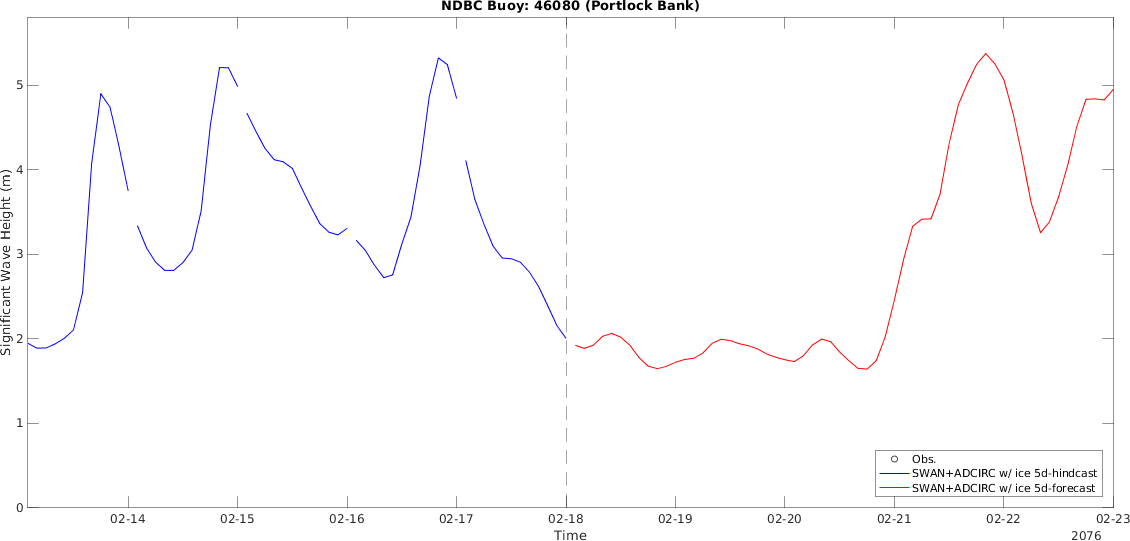 NDBC Buoy: 46080 (Portlock Bank)
Significant Wave Height (m)
5
4
3
2
1
0
Obs.
SWAN+ADCIRC w/ ice 5d-hindcast
SWAN+ADCIRC w/ ice 5d-forecast
02-14 02-15 02-16 02-17 02-18 02-19 02-20 02-21 02-22 02-23
Time
2076